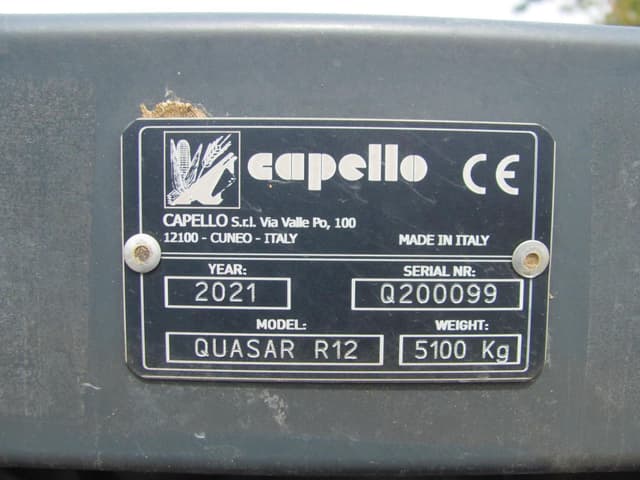 capello CE
CAPELLO S.r.l. Via Valle Po, 100
12100 - CUNEO - ITALY MADE IN ITALY
YEAR: SERIAL NR:
2021 Q200099
MODEL: WEIGHT:
QUASAR R12 5100 Kg